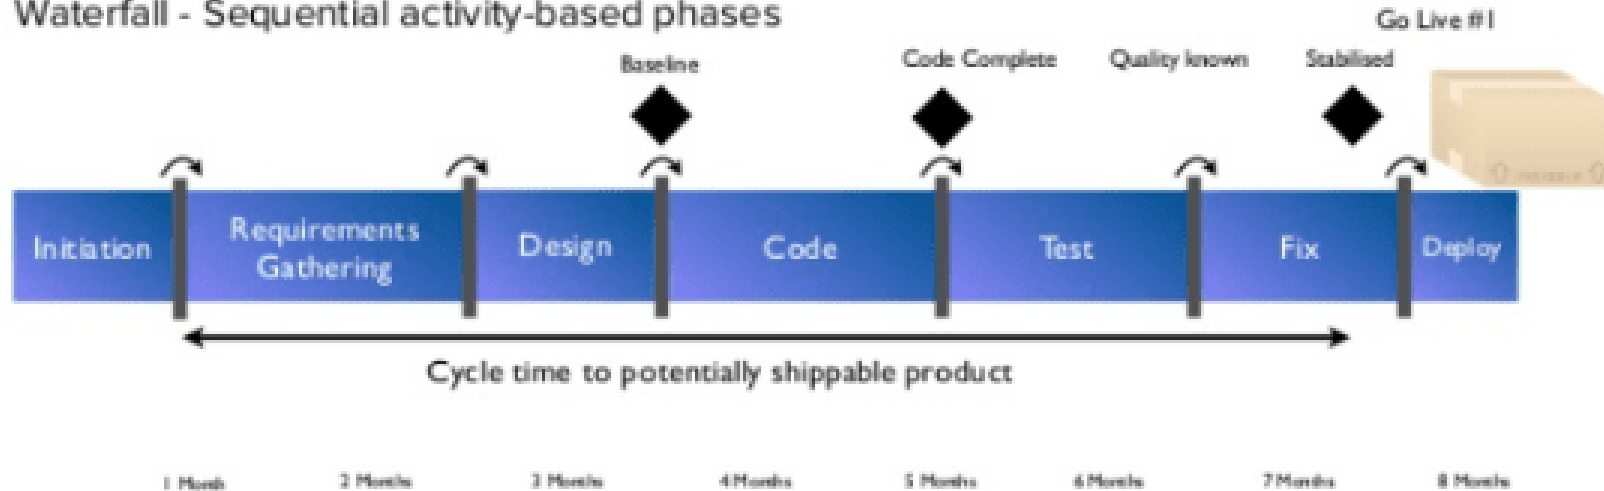 Waterfall - Sequential activity-based phases
Go Live #1
Baseline
Code Complete
Quality known
Stabilised
Initiation
Requirements
Gathering
Design
Code
Test
Fix
Deploy
Cycle time to potentially shippable product
1 Month
2 Months
3 Months
4 Months
5 Months
6 Months
7 Months
8 Months